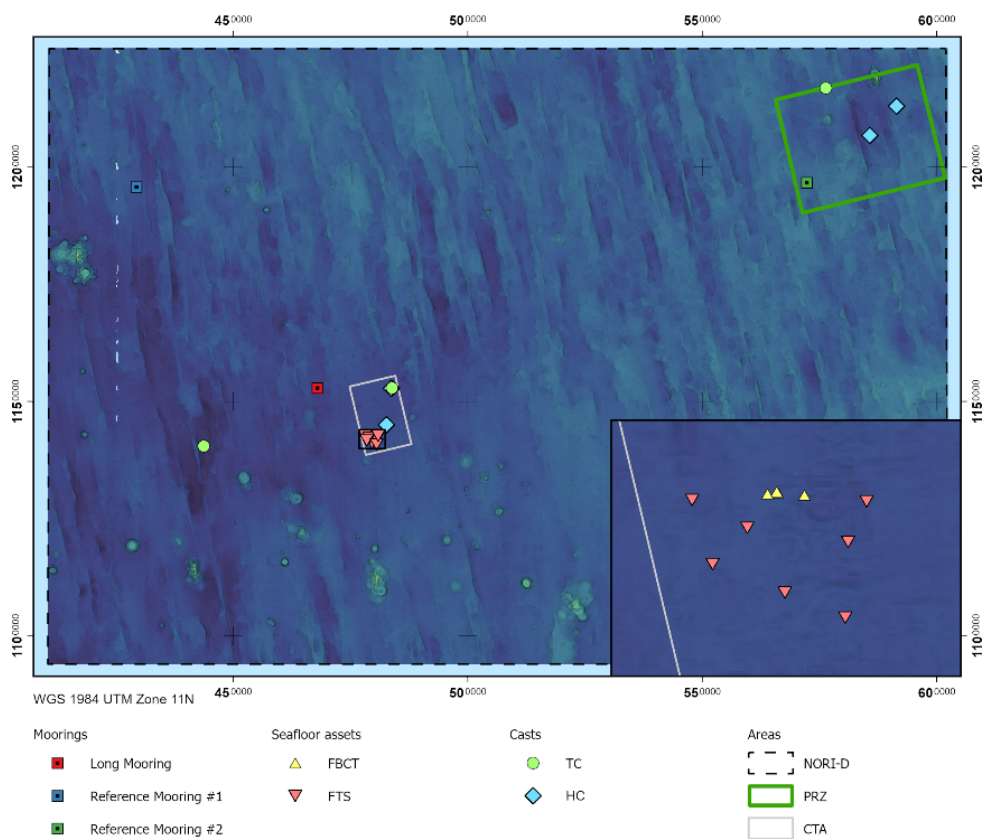 450000 500000 550000 600000
1200000 1200000
1150000 1150000
1100000 1100000
450000 500000 550000 600000
WGS 1984 UTM Zone 11N
Moorings Seafloor assets Casts Areas
Long Mooring FBCT TC NORI-D
Reference Mooring #1 FTS HC PRZ
Reference Mooring #2 CTA